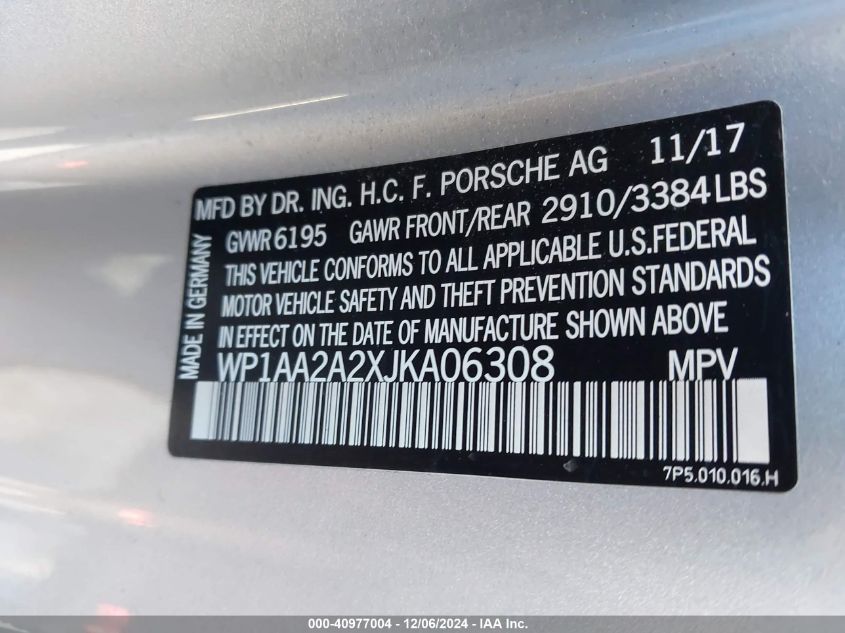 MFD BY DR. ING. H.C. F. PORSCHE AG 11/17
GVWR 6195 GAWR FRONT/REAR 2910/3384 LBS
THIS VEHICLE CONFORMS TO ALL APPLICABLE U.S.FEDERAL
MOTOR VEHICLE SAFETY AND THEFT PREVENTION STANDARDS
IN EFFECT ON THE DATE OF MANUFACTURE SHOWN ABOVE
WP1AA2A2XJKA06308 MPV
MADE IN GERMANY
7P5.010.016.H
000-40977004 - 12/06/2024 - IAA Inc.